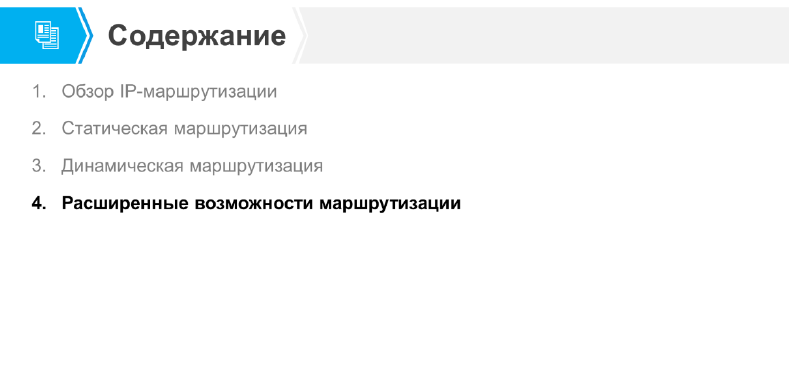 Содержание
1. Обзор IP-маршрутизации
2. Статическая маршрутизация
3. Динамическая маршрутизация
4. Расширенные возможности маршрутизации